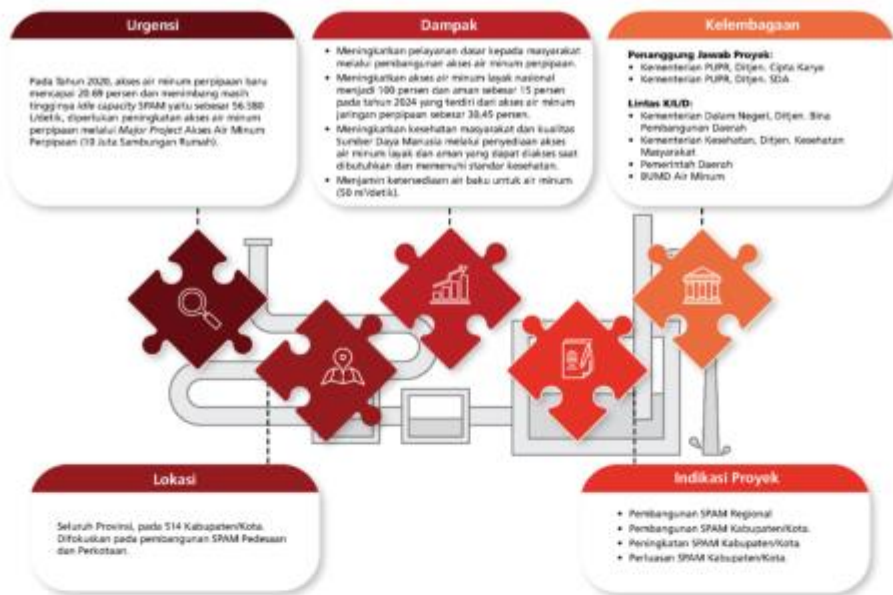 Urgensi
Pada Tahun 2020, akses air minum perpipaan baru
mencapai 20.69 persen dan menimbang masih
tingginya idle capacity SPAM yaitu sebesar 56.580
L/detik, diperlukan peningkatan akses air minum
perpipaan melalui Major Project Akses Air Minum
Perpipaan (10 Juta Sambungan Rumah).
Dampak
• Meningkatkan pelayanan dasar kepada masyarakat
melalui pembangunan akses air minum perpipaan.
• Meningkatkan akses air minum layak nasional
menjadi 100 persen dan aman sebesar 15 persen
pada tahun 2024 yang terdiri dari akses air minum
jaringan perpipaan sebesar 30,45 persen.
• Meningkatkan kesehatan masyarakat dan kualitas
Sumber Daya Manusia melalui penyediaan akses
air minum layak dan aman yang dapat diakses saat
dibutuhkan dan memenuhi standar kesehatan.
• Menjamin ketersediaan air baku untuk air minum
(50 m³/detik).
Kelembagaan
Penanggung Jawab Proyek:
• Kementerian PUPR, Ditjen. Cipta Karya
• Kementerian PUPR, Ditjen. SDA
Lintas K/L/D:
• Kementerian Dalam Negeri, Ditjen. Bina
Pembangunan Daerah
• Kementerian Kesehatan, Ditjen. Kesehatan
Masyarakat
• Pemerintah Daerah
• BUMD Air Minum
Lokasi
Seluruh Provinsi, pada 514 Kabupaten/Kota.
Difokuskan pada pembangunan SPAM Pedesaan
dan Perkotaan.
Indikasi Proyek
• Pembangunan SPAM Regional
• Pembangunan SPAM Kabupaten/Kota.
• Peningkatan SPAM Kabupaten/Kota
• Perluasan SPAM Kabupaten/Kota